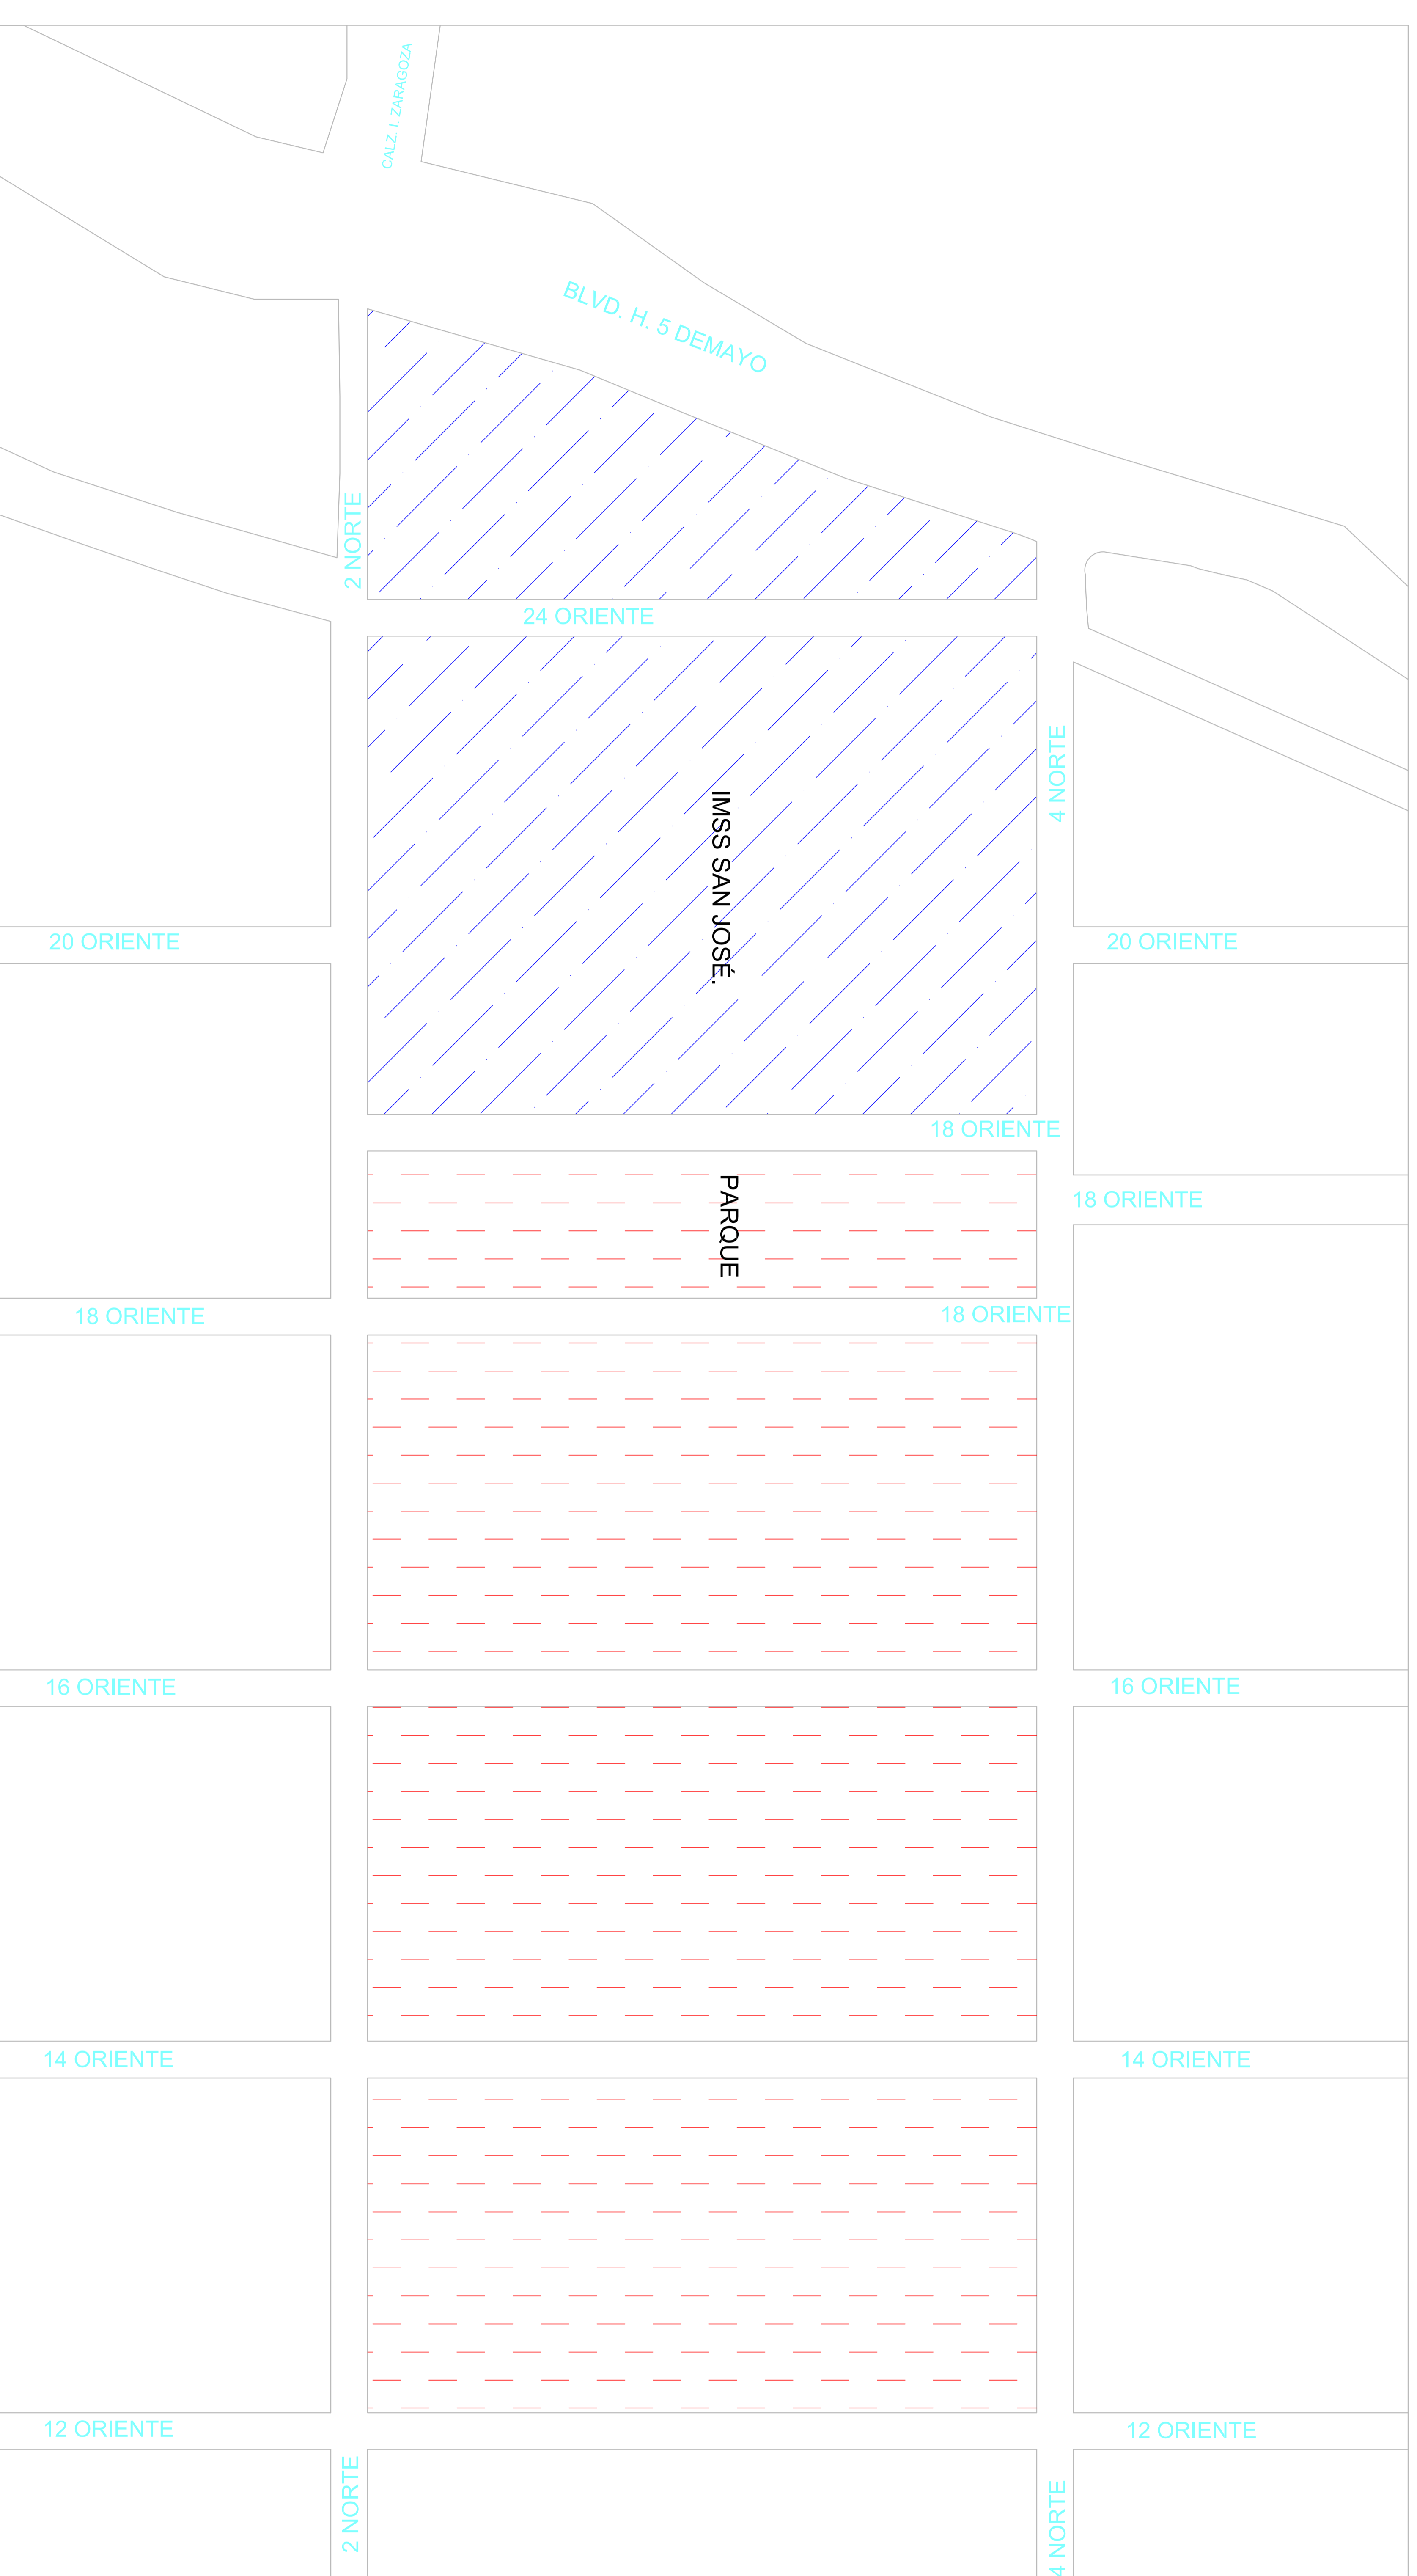 CALZ. I. ZARAGOZA
BLVD. H. 5 DEMAYO
2 NORTE
24 ORIENTE
4 NORTE
IMSS SAN JOSÉ.
20 ORIENTE
20 ORIENTE
18 ORIENTE
PARQUE
18 ORIENTE
18 ORIENTE
18 ORIENTE
16 ORIENTE
16 ORIENTE
14 ORIENTE
14 ORIENTE
12 ORIENTE
12 ORIENTE
2 NORTE
4 NORTE